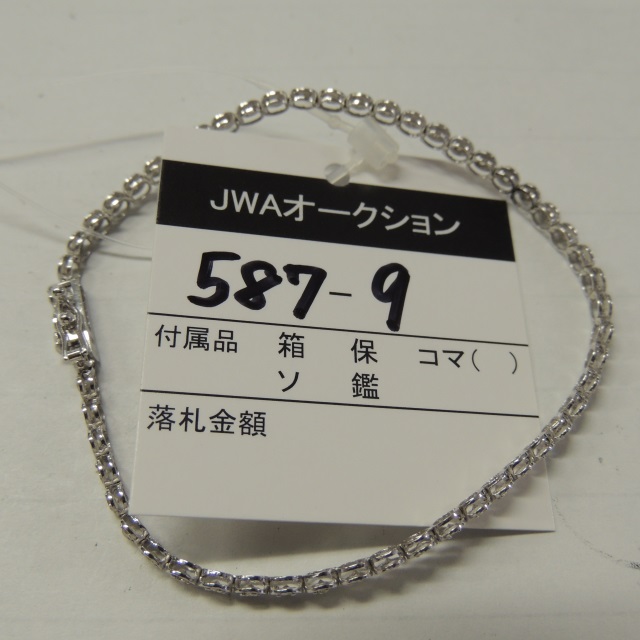 JWAオークション
587-9
付属品 箱 保 コマ( )
ソ 鑑
落札金額